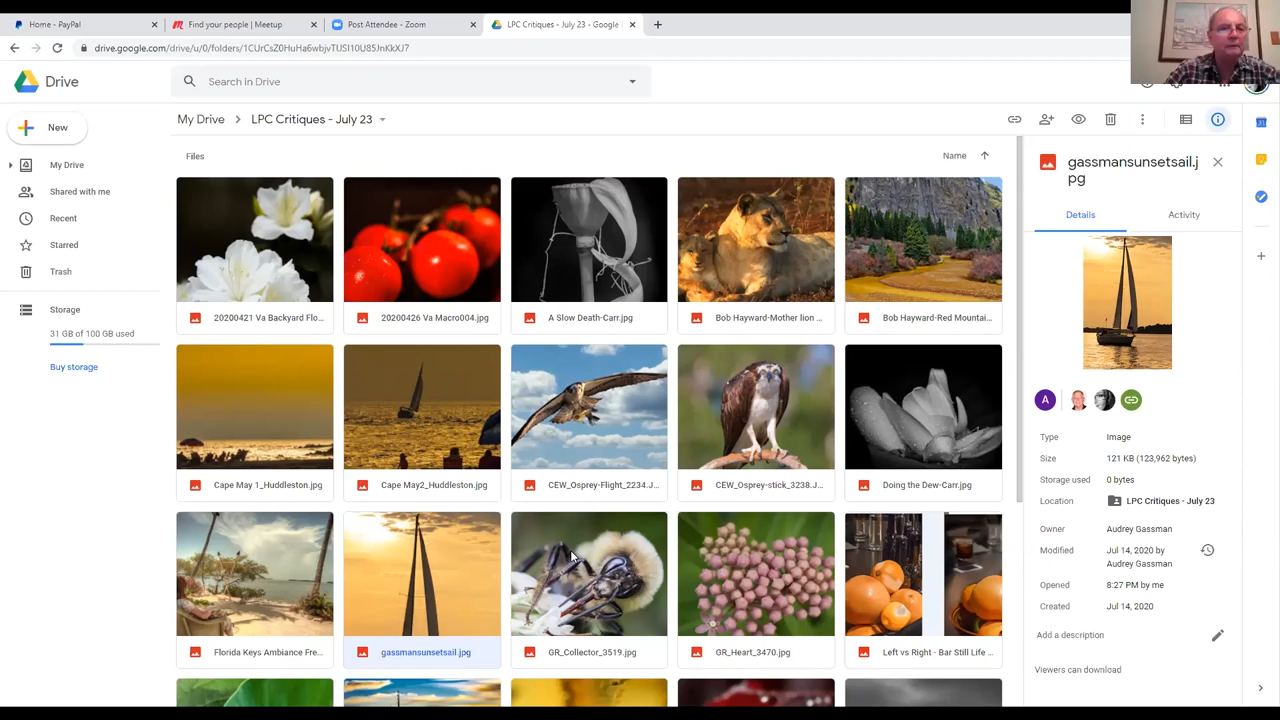 Home - PayPal
Find your people | Meetup
Post Attendee - Zoom
LPC Critiques - July 23 - Google
drive.google.com/drive/u/0/folders/1CUrCsZ0HuHa6wbjvTUSI10U85JnKkXJ7
Drive
Search in Drive
New
My Drive
Shared with me
Recent
Starred
Trash
Storage
31 GB of 100 GB used
Buy storage
My Drive > LPC Critiques - July 23
Files
Name
20200421 Va Backyard Flo...
20200426 Va Macro004.jpg
A Slow Death-Carr.jpg
Bob Hayward-Mother lion ...
Bob Hayward-Red Mountai...
Cape May 1_Huddleston.jpg
Cape May2_Huddleston.jpg
CEW_Osprey-Flight_2234.J...
CEW_Osprey-stick_3238.J...
Doing the Dew-Carr.jpg
Florida Keys Ambiance Fre...
gassmansunsetsail.jpg
GR_Collector_3519.jpg
GR_Heart_3470.jpg
Left vs Right - Bar Still Life ...
gassmansunsetsail.j
pg
Details
Activity
A
Type Image
Size 121 KB (123,962 bytes)
Storage used 0 bytes
Location LPC Critiques - July 23
Owner Audrey Gassman
Modified Jul 14, 2020 by
Audrey Gassman
Opened 8:27 PM by me
Created Jul 14, 2020
Add a description
Viewers can download